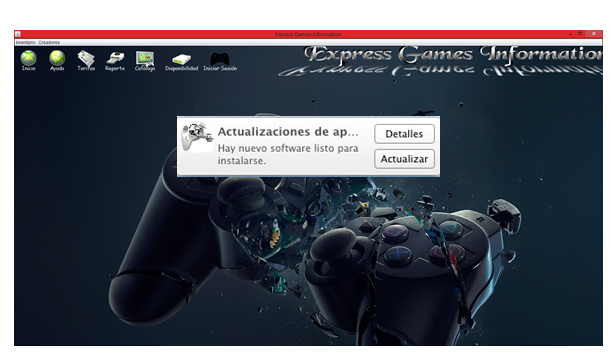 Express Games Information
Inventario Creadores
Inicio Ayuda Tarifas Reporte Catálogo Disponibilidad Iniciar Sesión
Express Games Information
Actualizaciones de ap...
Detalles
Hay nuevo software listo para
instalarse.
Actualizar